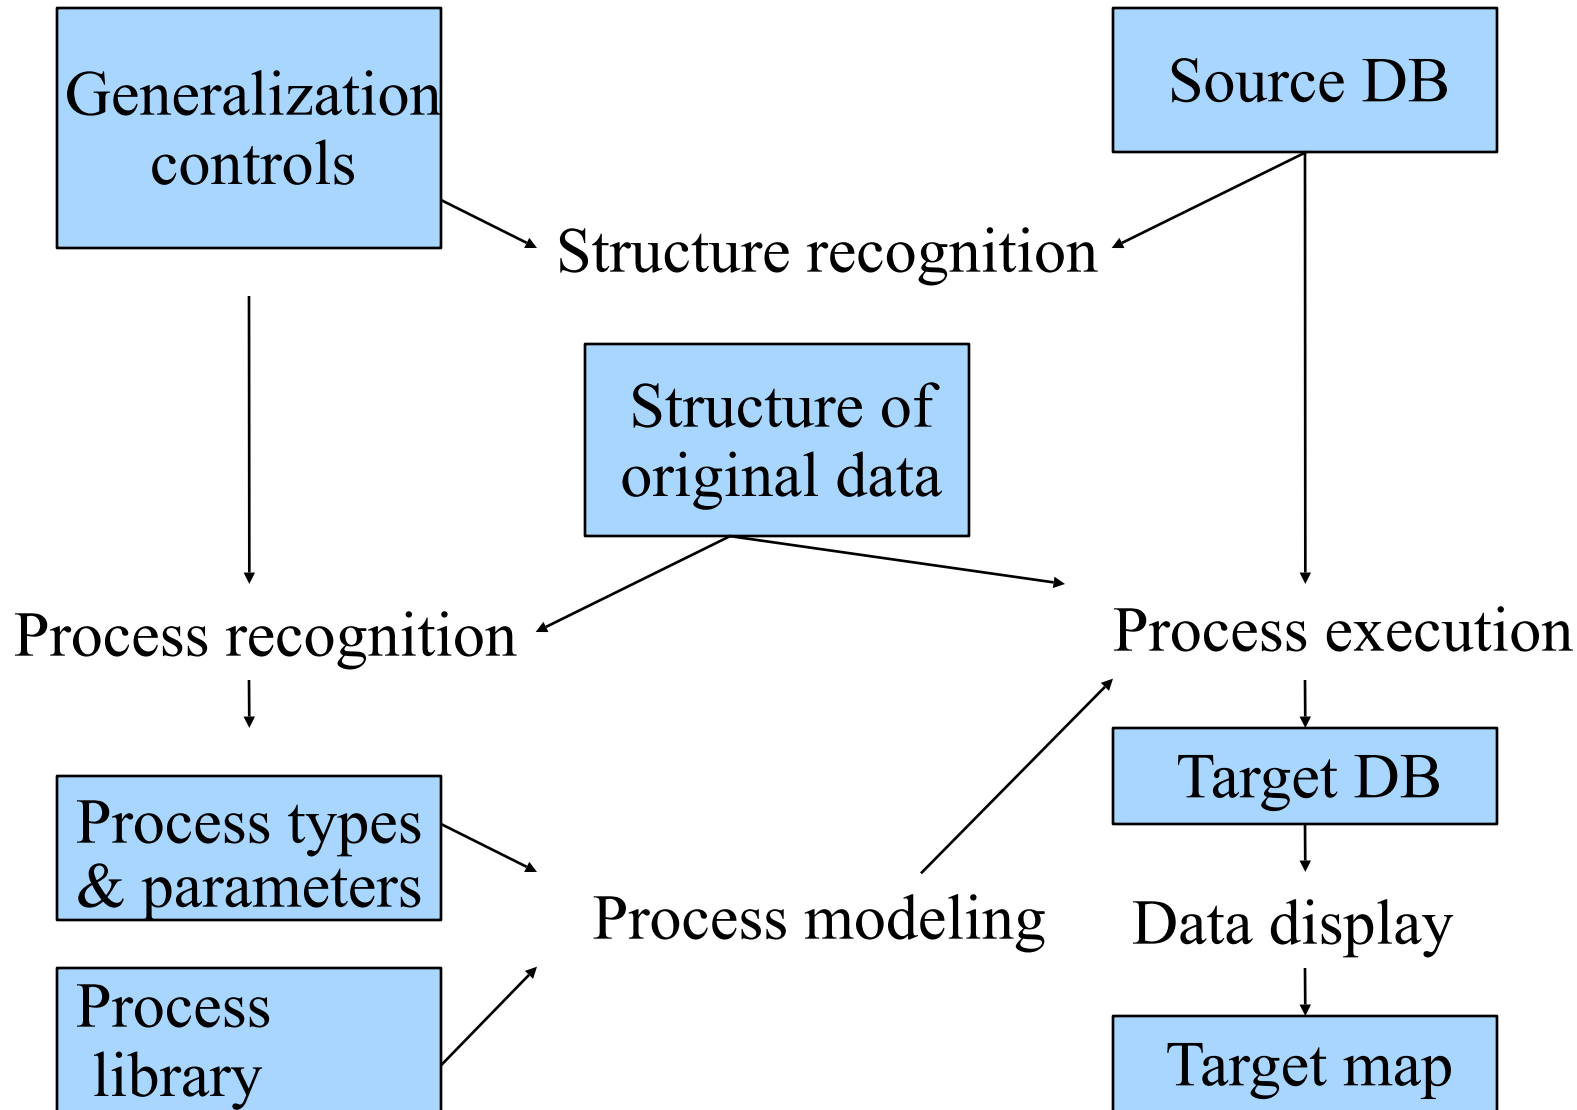 Generalization
controls
Source DB
Structure recognition
Structure of
original data
Process recognition
Process execution
Target DB
Process types
& parameters
Process modeling
Data display
Process
library
Target map